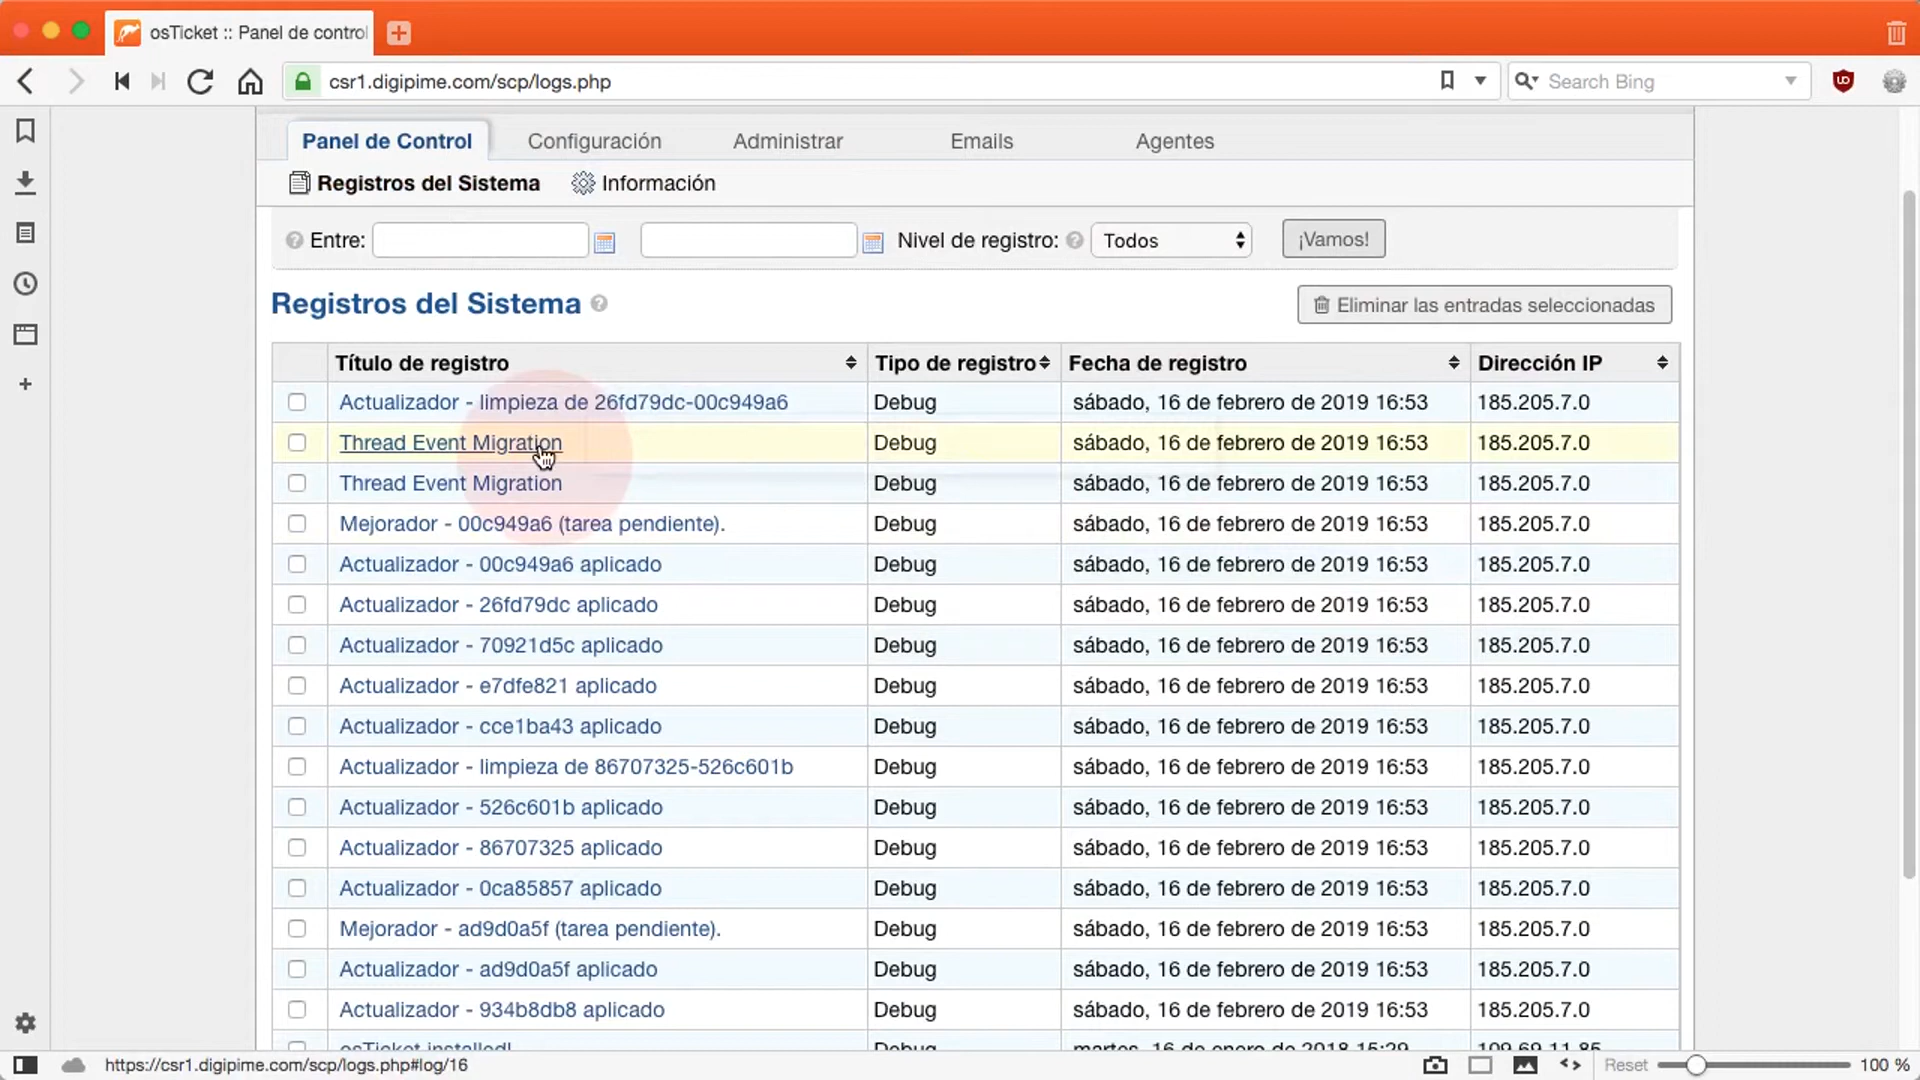 osTicket :: Panel de control
csr1.digipime.com/scp/logs.php
Search Bing
Panel de Control Configuración Administrar Emails Agentes
Registros del Sistema Información
Entre: Nivel de registro: Todos ¡Vamos!
Registros del Sistema Eliminar las entradas seleccionadas
Título de registro Tipo de registro Fecha de registro Dirección IP
Actualizador - limpieza de 26fd79dc-00c949a6 Debug sábado, 16 de febrero de 2019 16:53 185.205.7.0
Thread Event Migration Debug sábado, 16 de febrero de 2019 16:53 185.205.7.0
Thread Event Migration Debug sábado, 16 de febrero de 2019 16:53 185.205.7.0
Mejorador - 00c949a6 (tarea pendiente). Debug sábado, 16 de febrero de 2019 16:53 185.205.7.0
Actualizador - 00c949a6 aplicado Debug sábado, 16 de febrero de 2019 16:53 185.205.7.0
Actualizador - 26fd79dc aplicado Debug sábado, 16 de febrero de 2019 16:53 185.205.7.0
Actualizador - 70921d5c aplicado Debug sábado, 16 de febrero de 2019 16:53 185.205.7.0
Actualizador - e7dfe821 aplicado Debug sábado, 16 de febrero de 2019 16:53 185.205.7.0
Actualizador - cce1ba43 aplicado Debug sábado, 16 de febrero de 2019 16:53 185.205.7.0
Actualizador - limpieza de 86707325-526c601b Debug sábado, 16 de febrero de 2019 16:53 185.205.7.0
Actualizador - 526c601b aplicado Debug sábado, 16 de febrero de 2019 16:53 185.205.7.0
Actualizador - 86707325 aplicado Debug sábado, 16 de febrero de 2019 16:53 185.205.7.0
Actualizador - 0ca85857 aplicado Debug sábado, 16 de febrero de 2019 16:53 185.205.7.0
Mejorador - ad9d0a5f (tarea pendiente). Debug sábado, 16 de febrero de 2019 16:53 185.205.7.0
Actualizador - ad9d0a5f aplicado Debug sábado, 16 de febrero de 2019 16:53 185.205.7.0
Actualizador - 934b8db8 aplicado Debug sábado, 16 de febrero de 2019 16:53 185.205.7.0
osTicket installed! martes, 16 de enero de 2018 15:29
https://csr1.digipime.com/scp/logs.php#log/16 Reset 100 %